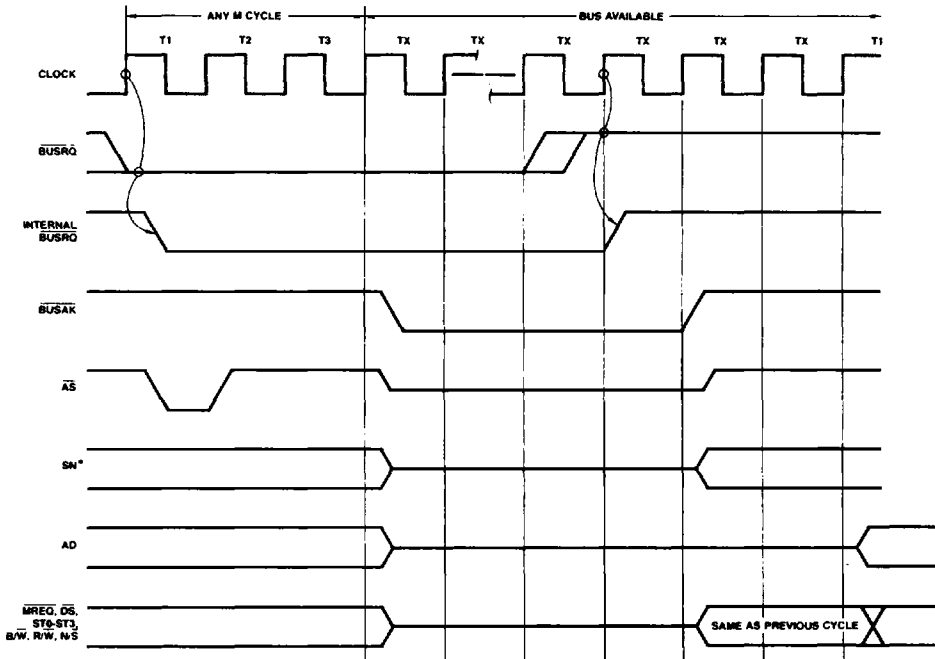 ANY M CYCLE BUS AVAILABLE
T1 T2 T3 TX TX TX TX TX TX T1
CLOCK
BUSRQ
INTERNAL
BUSRQ
BUSAK
AS
SN*
AD
MREQ, DS,
ST0-ST3,
B/W, R/W, N/S
SAME AS PREVIOUS CYCLE